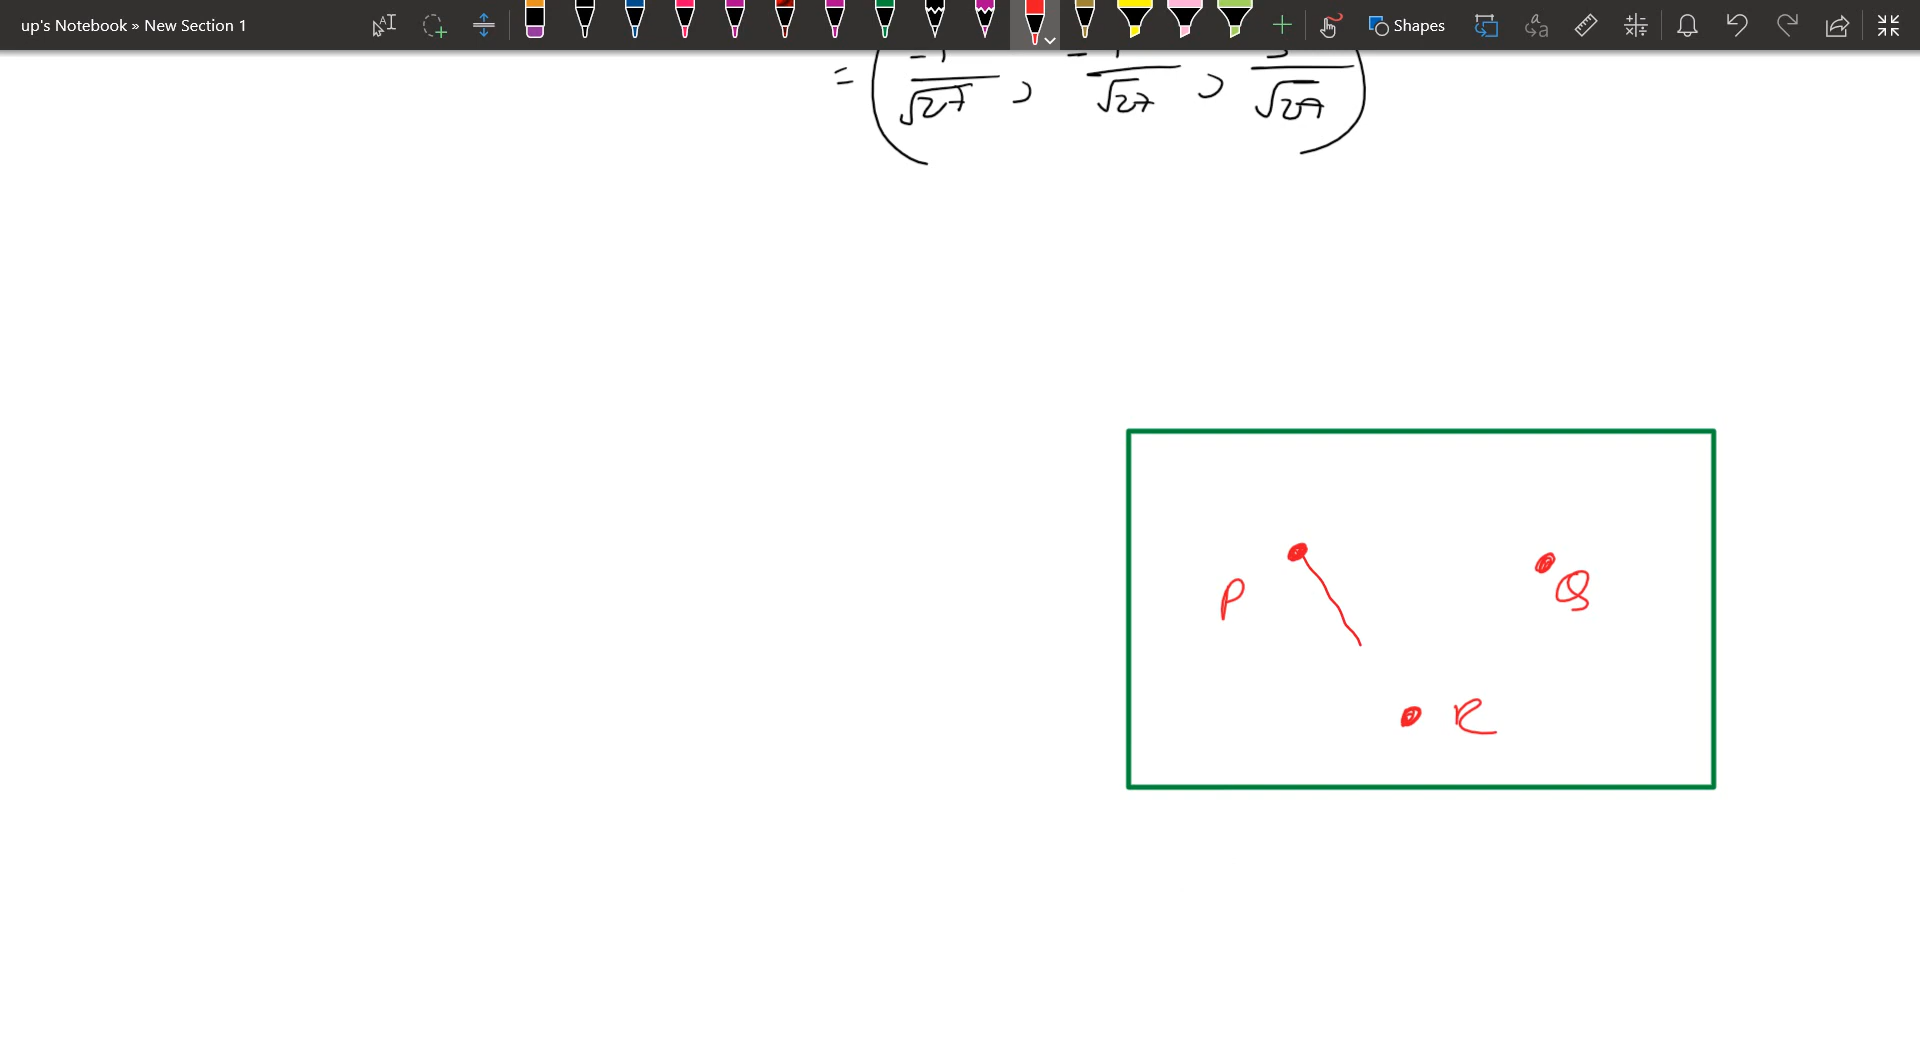 up's Notebook » New Section 1
Shapes
= ( /√27 , /√27 , /√27 )
P
Q
R